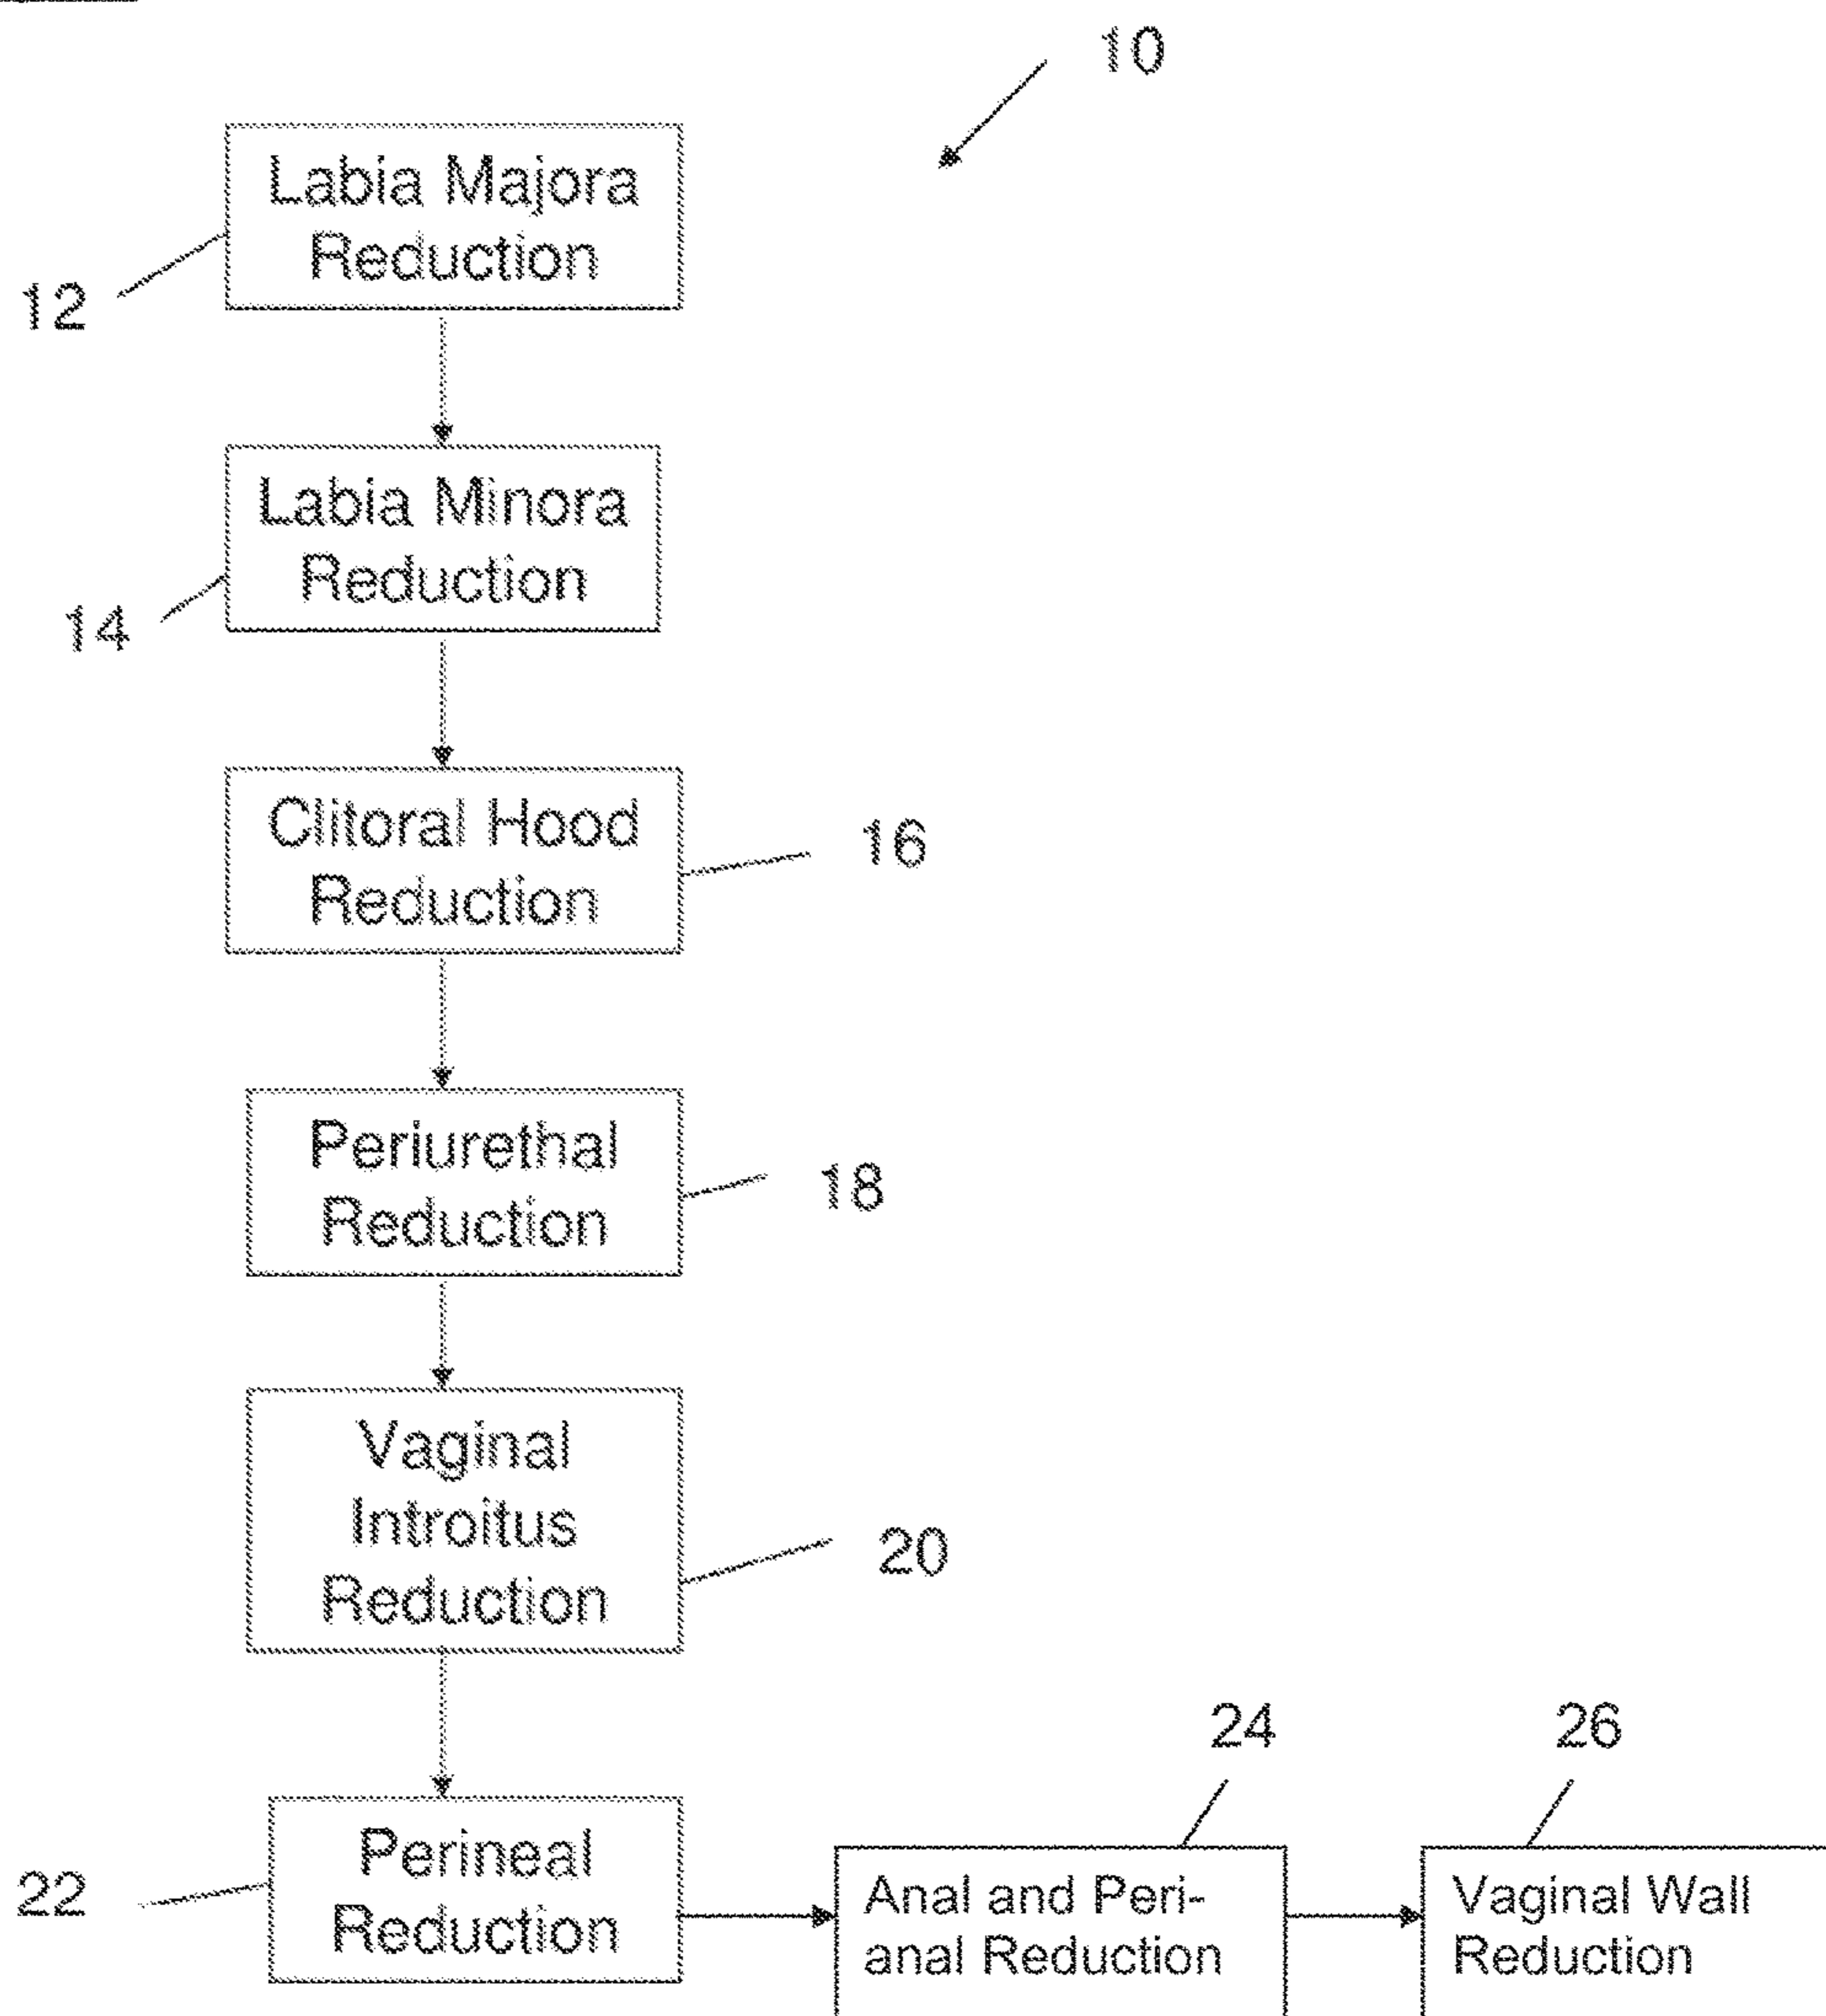 10
Labia Majora
Reduction
12
Labia Minora
Reduction
14
Clitoral Hood
Reduction
16
Periurethal
Reduction
18
Vaginal
Introitus
Reduction
20
Perineal
Reduction
22
24
Anal and Peri-
anal Reduction
26
Vaginal Wall
Reduction